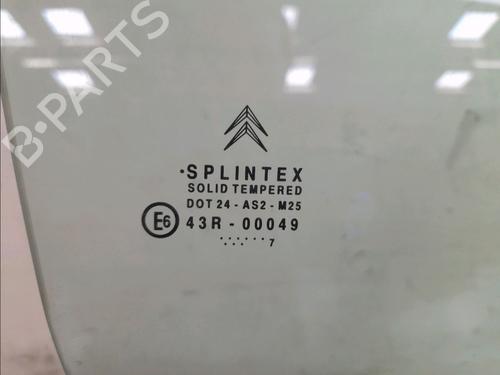 B-PARTS
·SPLINTEX
SOLID TEMPERED
DOT 24 - AS2 - M25
E6 43R - 00049
....... 7